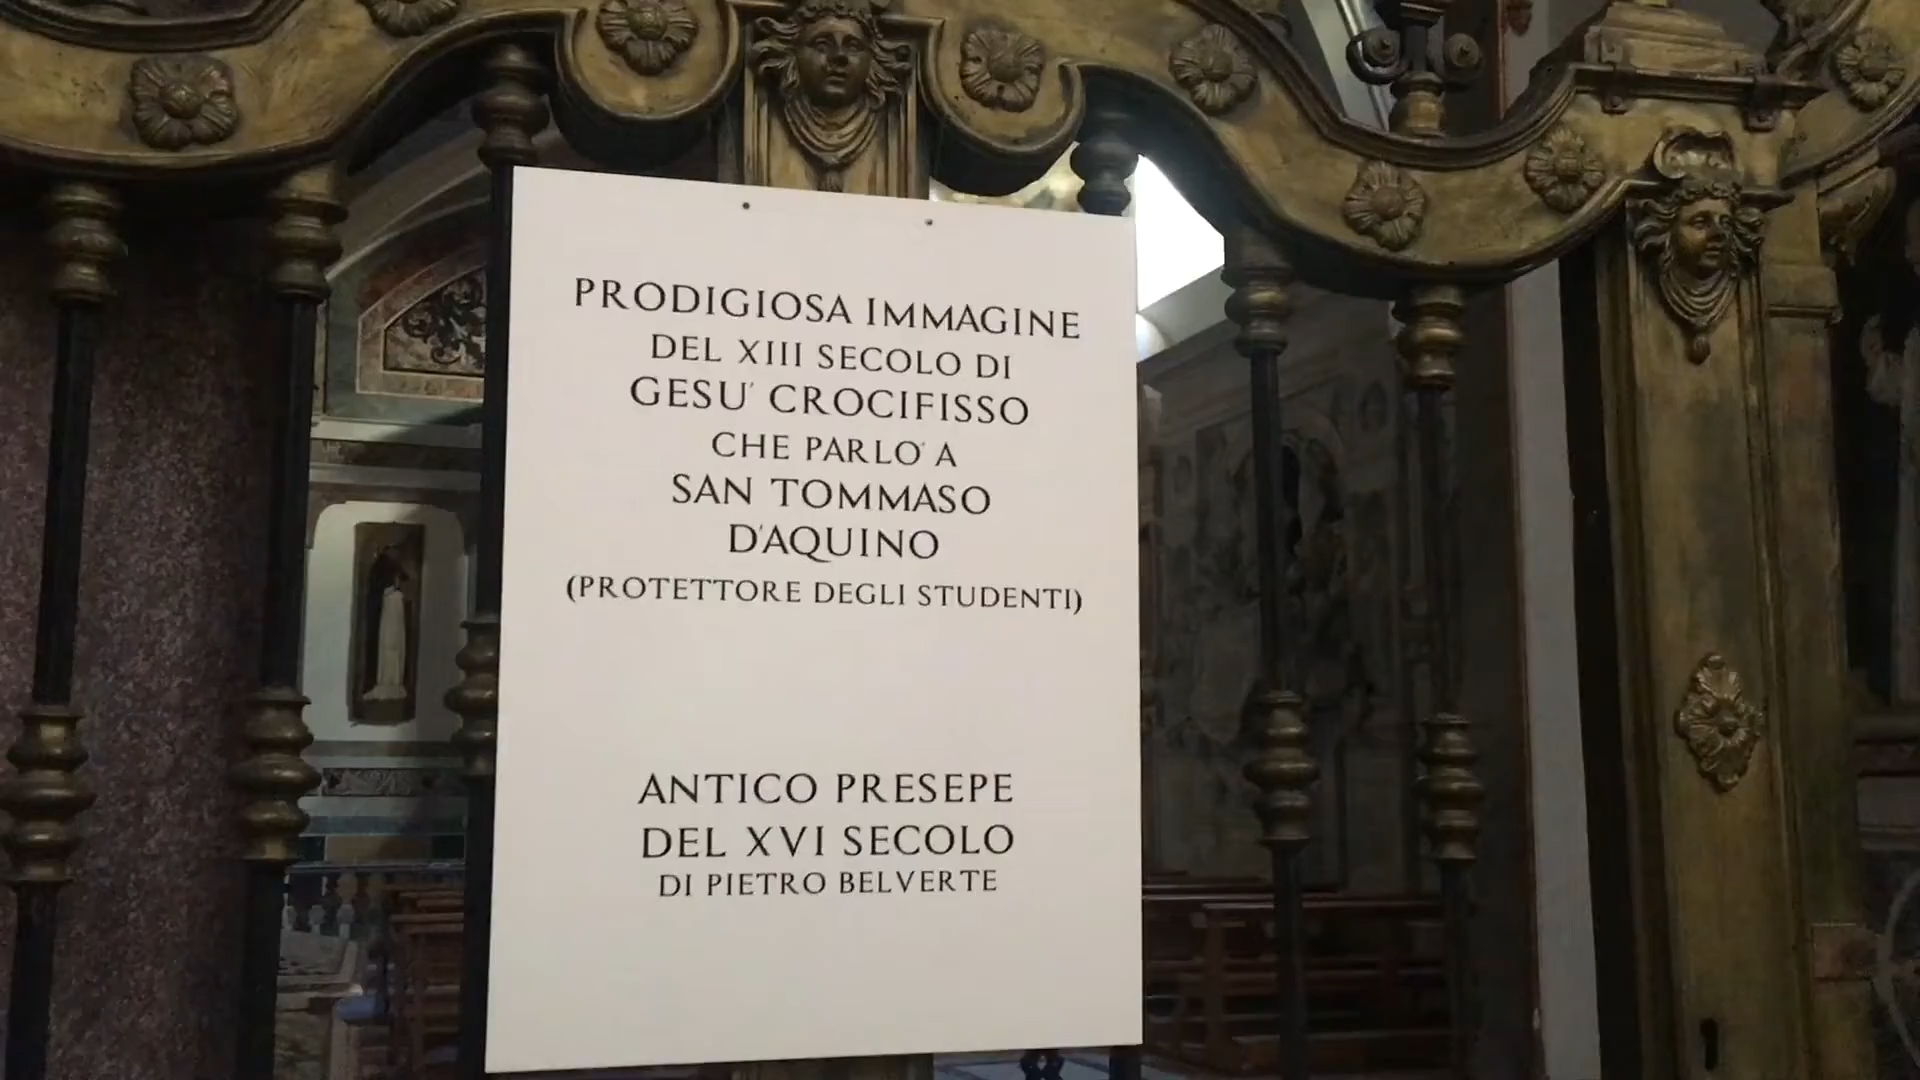 PRODIGIOSA IMMAGINE
DEL XIII SECOLO DI
GESU' CROCIFISSO
CHE PARLO' A
SAN TOMMASO
D'AQUINO
(PROTETTORE DEGLI STUDENTI)
ANTICO PRESEPE
DEL XVI SECOLO
DI PIETRO BELVERTE